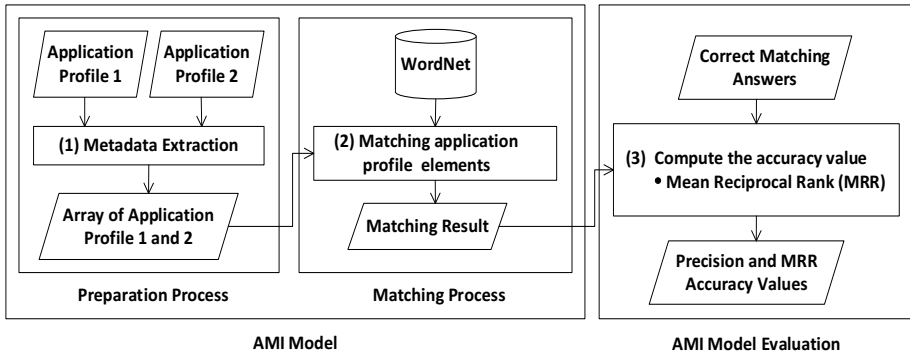 Application
Profile 1
Application
Profile 2
(1) Metadata Extraction
Array of Application
Profile 1 and 2
Preparation Process
WordNet
(2) Matching application
profile elements
Matching Result
Matching Process
AMI Model
Correct Matching
Answers
(3) Compute the accuracy value
• Mean Reciprocal Rank (MRR)
Precision and MRR
Accuracy Values
AMI Model Evaluation